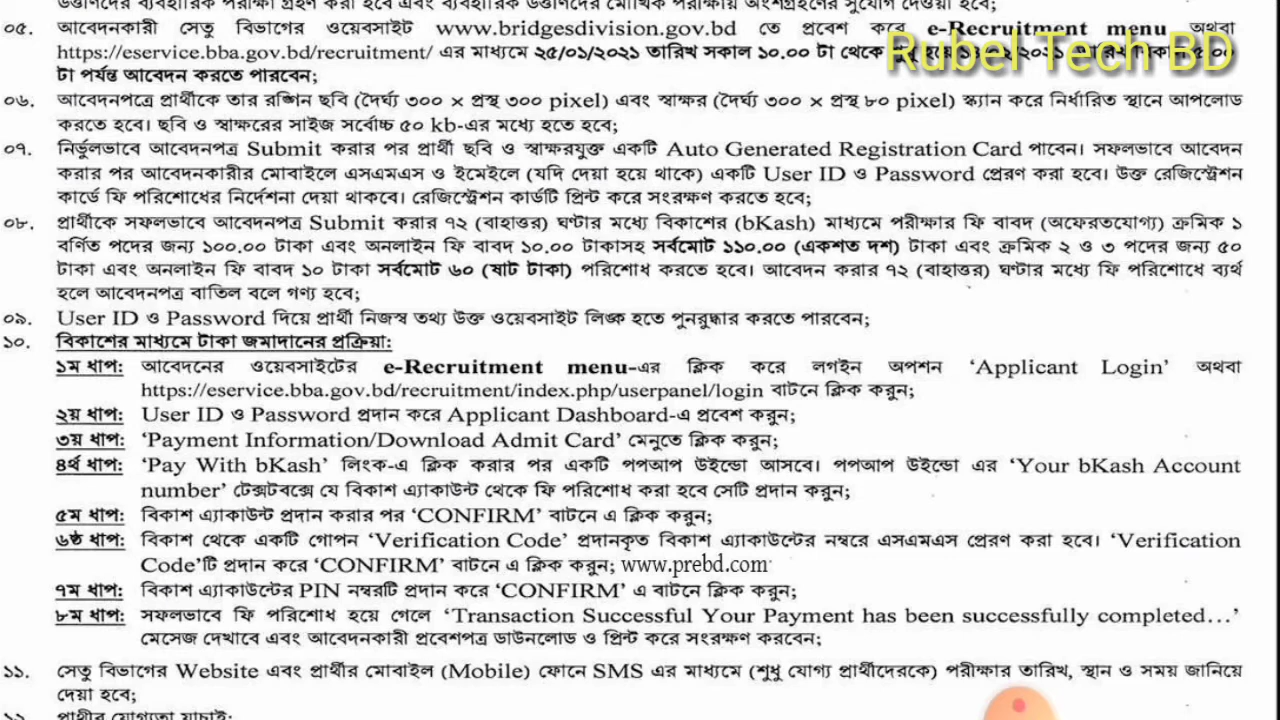 উত্তীর্ণদের ব্যবহারিক পরীক্ষা গ্রহণ করা হবে এবং ব্যবহারিক উত্তীর্ণদের মৌখিক পরীক্ষায় অংশগ্রহণের সুযোগ দেওয়া হবে;
০৫. আবেদনকারী সেতু বিভাগের ওয়েবসাইট www.bridgesdivision.gov.bd তে প্রবেশ করে e-Recruitment menu অথবা
https://eservice.bba.gov.bd/recruitment/ এর মাধ্যমে ২৫/০১/২০২১ তারিখ সকাল ১০.০০ টা থেকে
Rubel Tech BD
টা পর্যন্ত আবেদন করতে পারবেন;
০৬. আবেদনপত্রে প্রার্থীকে তার রঙ্গিন ছবি (দৈর্ঘ্য ৩০০ × প্রস্থ ৩০০ pixel) এবং স্বাক্ষর (দৈর্ঘ্য ৩০০ × প্রস্থ ৮০ pixel) স্ক্যান করে নির্ধারিত স্থানে আপলোড
করতে হবে। ছবি ও স্বাক্ষরের সাইজ সর্বোচ্চ ৫০ kb-এর মধ্যে হতে হবে;
০৭. নির্ভুলভাবে আবেদনপত্র Submit করার পর প্রার্থী ছবি ও স্বাক্ষরযুক্ত একটি Auto Generated Registration Card পাবেন। সফলভাবে আবেদন
করার পর আবেদনকারীর মোবাইলে এসএমএস ও ইমেইলে (যদি দেয়া হয়ে থাকে) একটি User ID ও Password প্রেরণ করা হবে। উক্ত রেজিস্ট্রেশন
কার্ডে ফি পরিশোধের নির্দেশনা দেয়া থাকবে। রেজিস্ট্রেশন কার্ডটি প্রিন্ট করে সংরক্ষণ করতে হবে;
০৮. প্রার্থীকে সফলভাবে আবেদনপত্র Submit করার ৭২ (বাহাত্তর) ঘণ্টার মধ্যে বিকাশের (bKash) মাধ্যমে পরীক্ষার ফি বাবদ (অফেরতযোগ্য) ক্রমিক ১
বর্ণিত পদের জন্য ১০০.০০ টাকা এবং অনলাইন ফি বাবদ ১০.০০ টাকাসহ সর্বমোট ১১০.০০ (একশত দশ) টাকা এবং ক্রমিক ২ ও ৩ পদের জন্য ৫০
টাকা এবং অনলাইন ফি বাবদ ১০ টাকা সর্বমোট ৬০ (ষাট টাকা) পরিশোধ করতে হবে। আবেদন করার ৭২ (বাহাত্তর) ঘণ্টার মধ্যে ফি পরিশোধে ব্যর্থ
হলে আবেদনপত্র বাতিল বলে গণ্য হবে;
০৯. User ID ও Password দিয়ে প্রার্থী নিজস্ব তথ্য উক্ত ওয়েবসাইট লিঙ্ক হতে পুনরুদ্ধার করতে পারবেন;
১০. বিকাশের মাধ্যমে টাকা জমাদানের প্রক্রিয়া:
১ম ধাপ: আবেদনের ওয়েবসাইটের e-Recruitment menu-এর ক্লিক করে লগইন অপশন ‘Applicant Login’ অথবা
https://eservice.bba.gov.bd/recruitment/index.php/userpanel/login বাটনে ক্লিক করুন;
২য় ধাপ: User ID ও Password প্রদান করে Applicant Dashboard-এ প্রবেশ করুন;
৩য় ধাপ: ‘Payment Information/Download Admit Card’ মেনুতে ক্লিক করুন;
৪র্থ ধাপ: ‘Pay With bKash’ লিংক-এ ক্লিক করার পর একটি পপআপ উইন্ডো আসবে। পপআপ উইন্ডো এর ‘Your bKash Account
number’ টেক্সটবক্সে যে বিকাশ এ্যাকাউন্ট থেকে ফি পরিশোধ করা হবে সেটি প্রদান করুন;
৫ম ধাপ: বিকাশ এ্যাকাউন্ট প্রদান করার পর ‘CONFIRM’ বাটনে এ ক্লিক করুন;
৬ষ্ঠ ধাপ: বিকাশ থেকে একটি গোপন ‘Verification Code’ প্রদানকৃত বিকাশ এ্যাকাউন্টের নম্বরে এসএমএস প্রেরণ করা হবে। ‘Verification
Code’টি প্রদান করে ‘CONFIRM’ বাটনে এ ক্লিক করুন; www.prebd.com
৭ম ধাপ: বিকাশ এ্যাকাউন্টের PIN নম্বরটি প্রদান করে ‘CONFIRM’ এ বাটনে ক্লিক করুন;
৮ম ধাপ: সফলভাবে ফি পরিশোধ হয়ে গেলে ‘Transaction Successful Your Payment has been successfully completed...’
মেসেজ দেখাবে এবং আবেদনকারী প্রবেশপত্র ডাউনলোড ও প্রিন্ট করে সংরক্ষণ করবেন;
১১. সেতু বিভাগের Website এবং প্রার্থীর মোবাইল (Mobile) ফোনে SMS এর মাধ্যমে (শুধু যোগ্য প্রার্থীদেরকে) পরীক্ষার তারিখ, স্থান ও সময় জানিয়ে
দেয়া হবে;
১২. প্রার্থীর যোগ্যতা যাচাই: